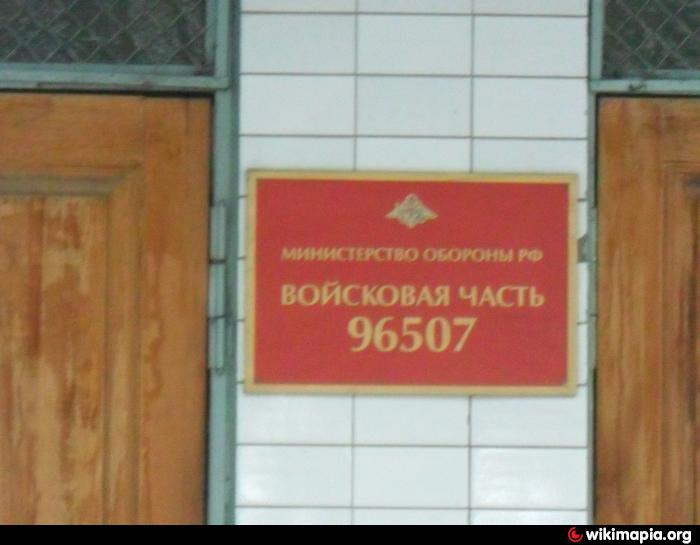 МИНИСТЕРСТВО ОБОРОНЫ РФ
ВОЙСКОВАЯ ЧАСТЬ
96507
wikimapia.org